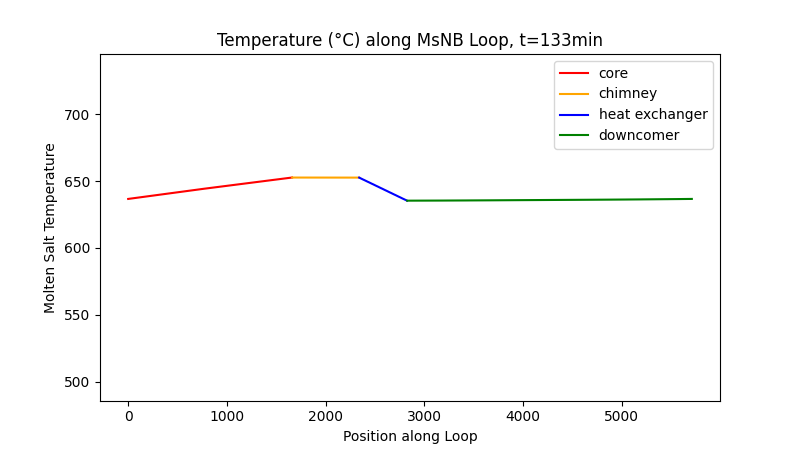 Temperature (°C) along MsNB Loop, t=133min
core
chimney
heat exchanger
downcomer
Molten Salt Temperature
700
650
600
550
500
0 1000 2000 3000 4000 5000
Position along Loop